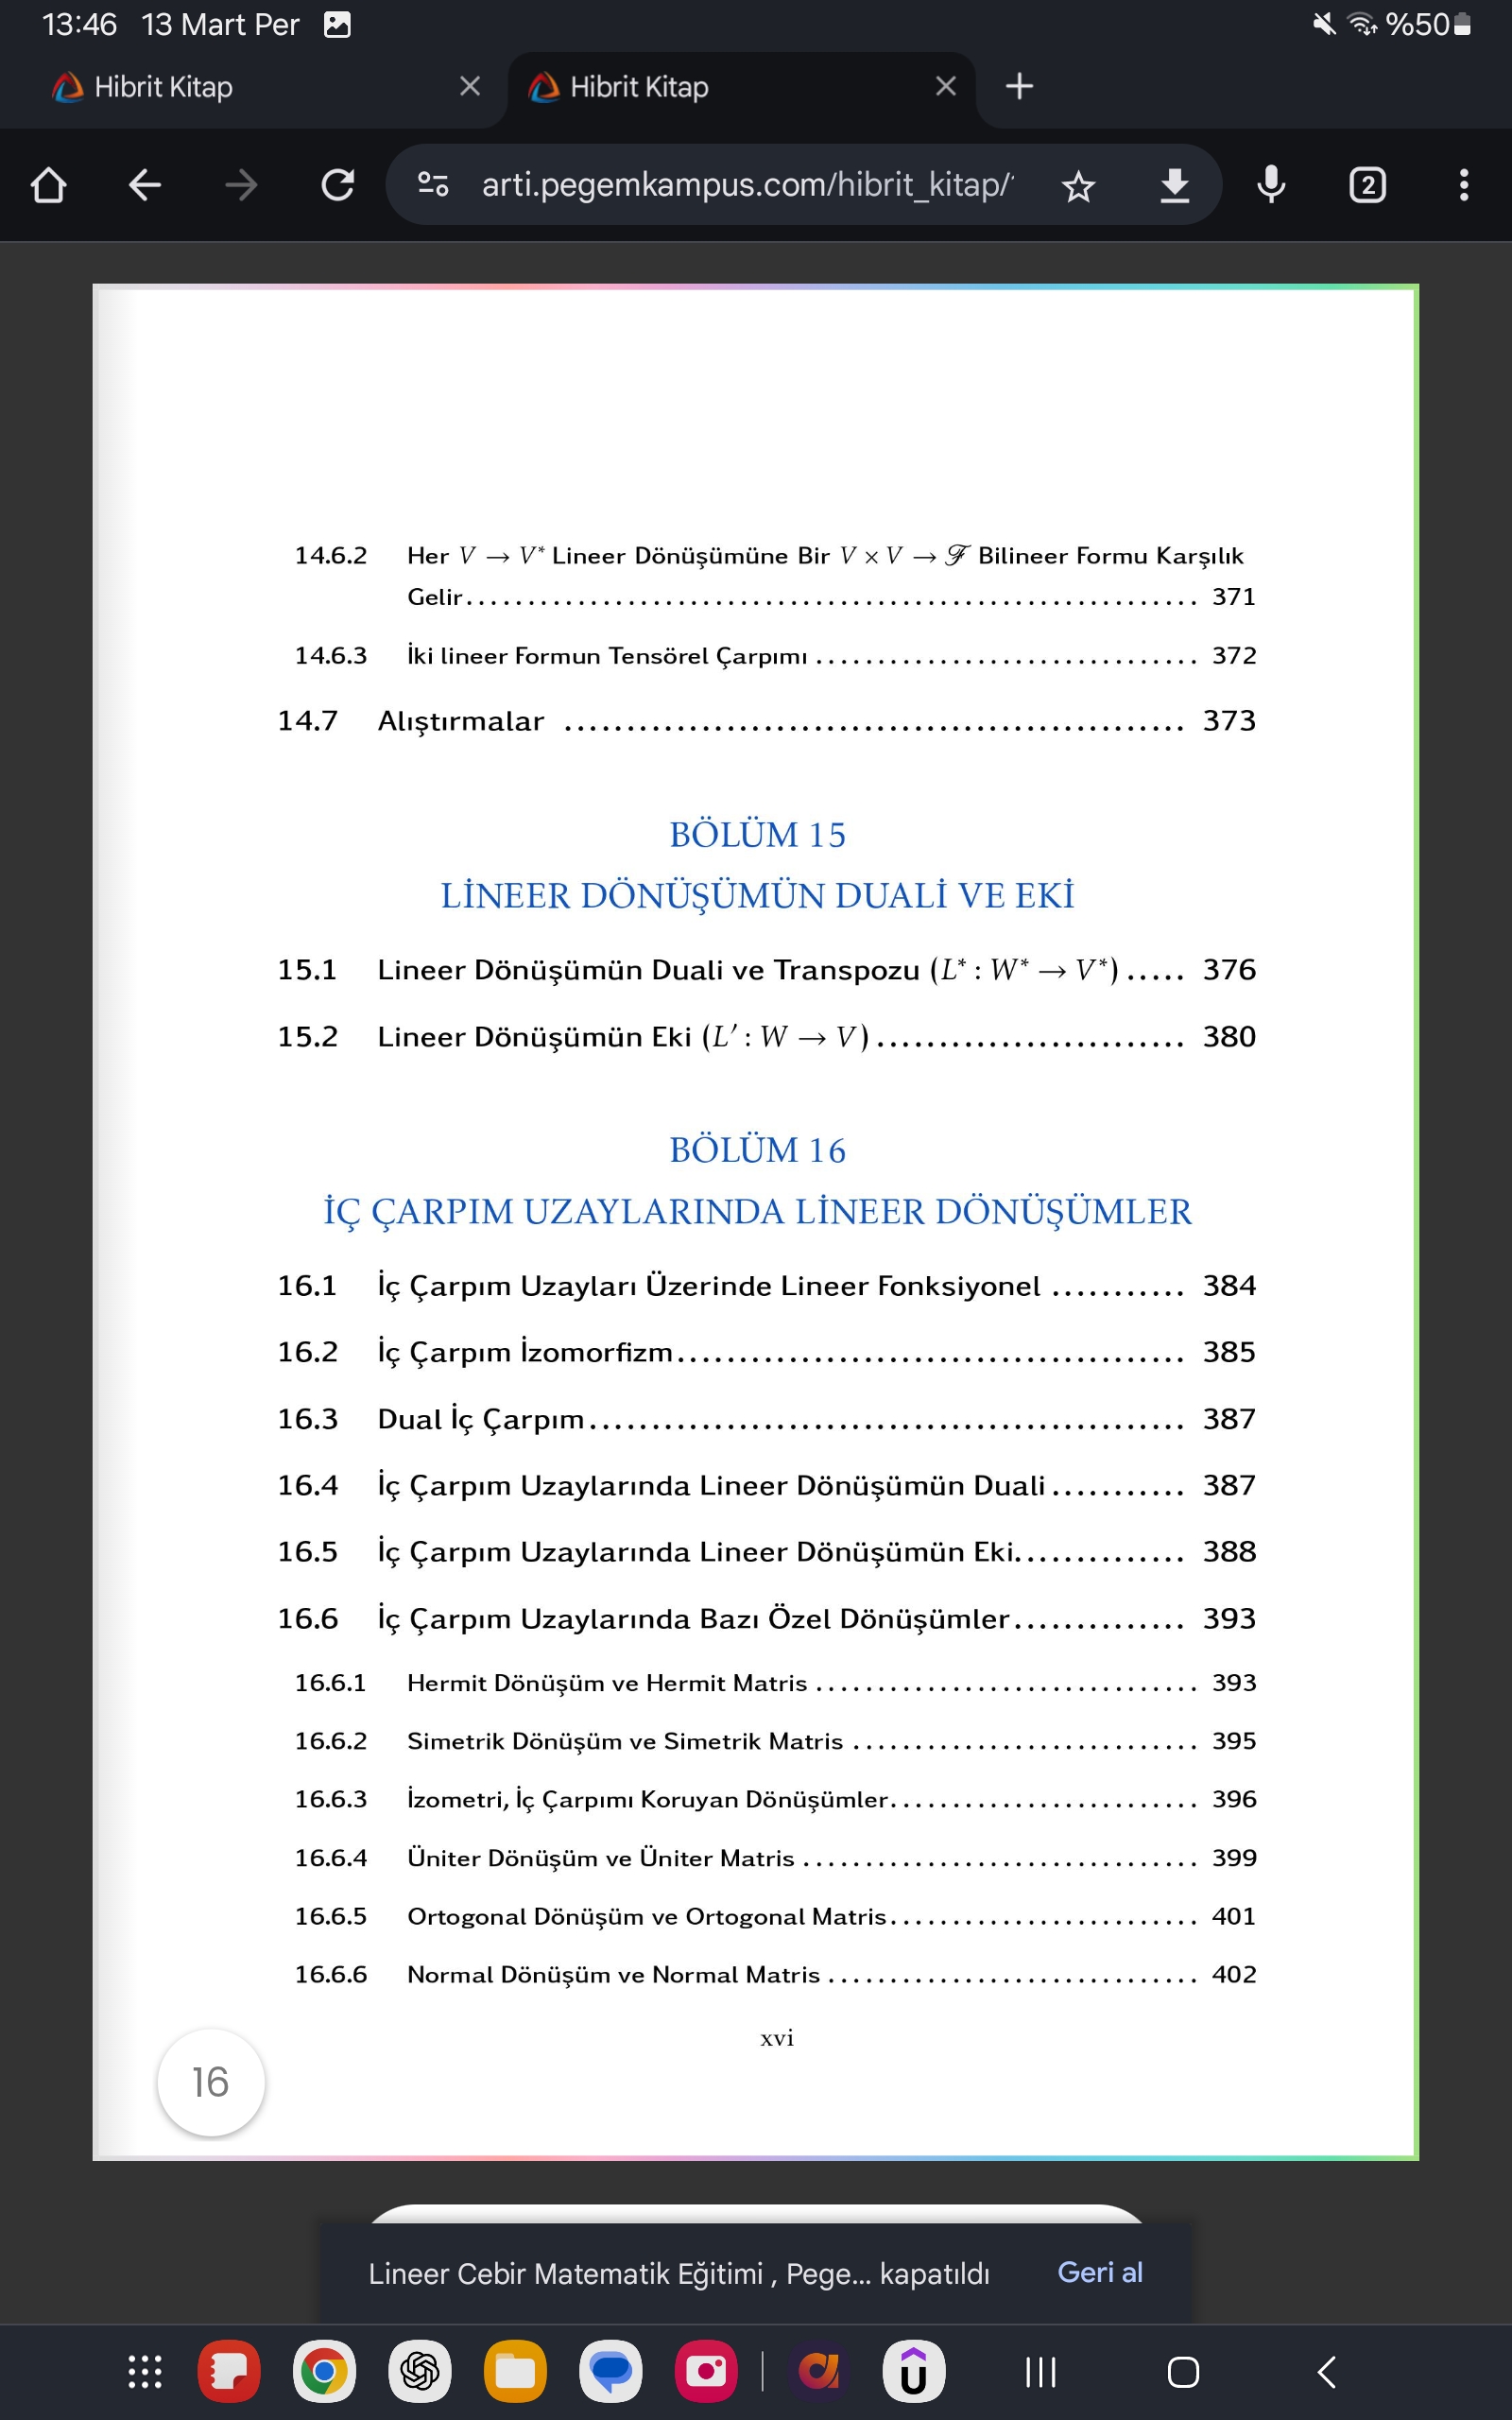 13:46 13 Mart Per %50
Hibrit Kitap
Hibrit Kitap
arti.pegemkampus.com/hibrit_kitap/
2
14.6.2 Her V → V* Lineer Dönüşümüne Bir V × V → ℱ Bilineer Formu Karşılık
Gelir 371
14.6.3 İki lineer Formun Tensörel Çarpımı 372
14.7 Alıştırmalar 373
BÖLÜM 15
LİNEER DÖNÜŞÜMÜN DUALİ VE EKİ
15.1 Lineer Dönüşümün Duali ve Transpozu (L* : W* → V*) 376
15.2 Lineer Dönüşümün Eki (L′ : W → V) 380
BÖLÜM 16
İÇ ÇARPIM UZAYLARINDA LİNEER DÖNÜŞÜMLER
16.1 İç Çarpım Uzayları Üzerinde Lineer Fonksiyonel 384
16.2 İç Çarpım İzomorfizm 385
16.3 Dual İç Çarpım 387
16.4 İç Çarpım Uzaylarında Lineer Dönüşümün Duali 387
16.5 İç Çarpım Uzaylarında Lineer Dönüşümün Eki 388
16.6 İç Çarpım Uzaylarında Bazı Özel Dönüşümler 393
16.6.1 Hermit Dönüşüm ve Hermit Matris 393
16.6.2 Simetrik Dönüşüm ve Simetrik Matris 395
16.6.3 İzometri, İç Çarpımı Koruyan Dönüşümler 396
16.6.4 Üniter Dönüşüm ve Üniter Matris 399
16.6.5 Ortogonal Dönüşüm ve Ortogonal Matris 401
16.6.6 Normal Dönüşüm ve Normal Matris 402
xvi
16
Lineer Cebir Matematik Eğitimi , Pege... kapatıldı Geri al